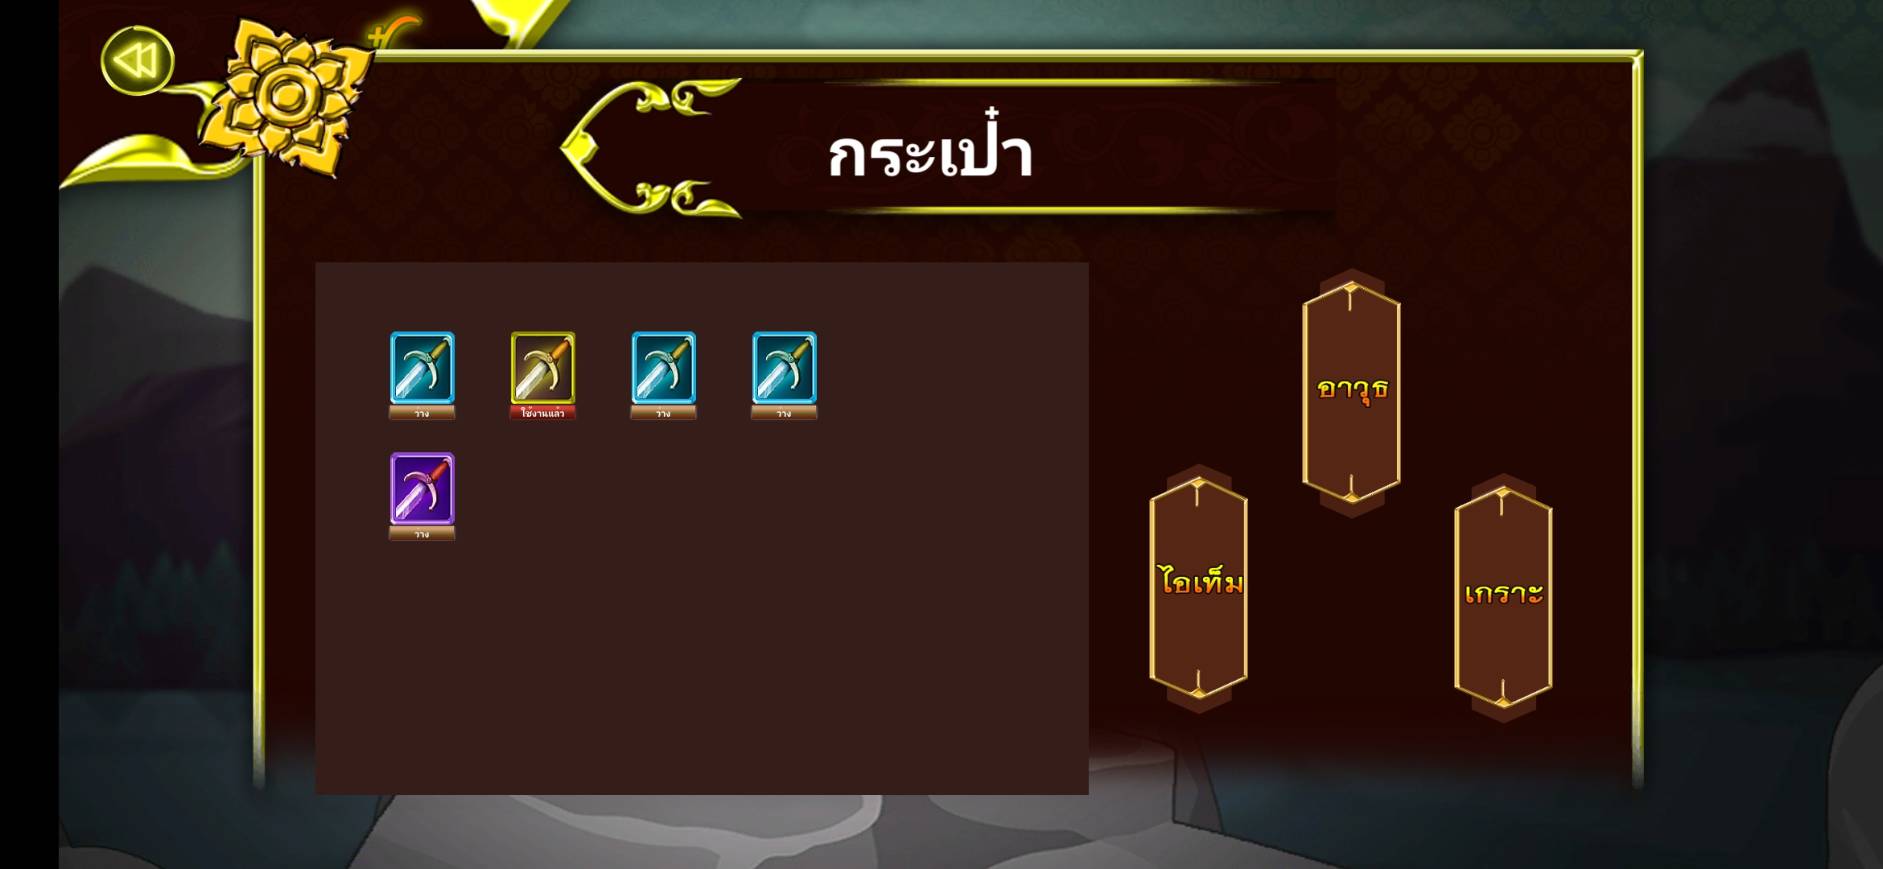 กระเป๋า
ว่าง
ใช้งานแล้ว
ว่าง
ว่าง
ว่าง
อาวุธ
ไอเท็ม
เกราะ